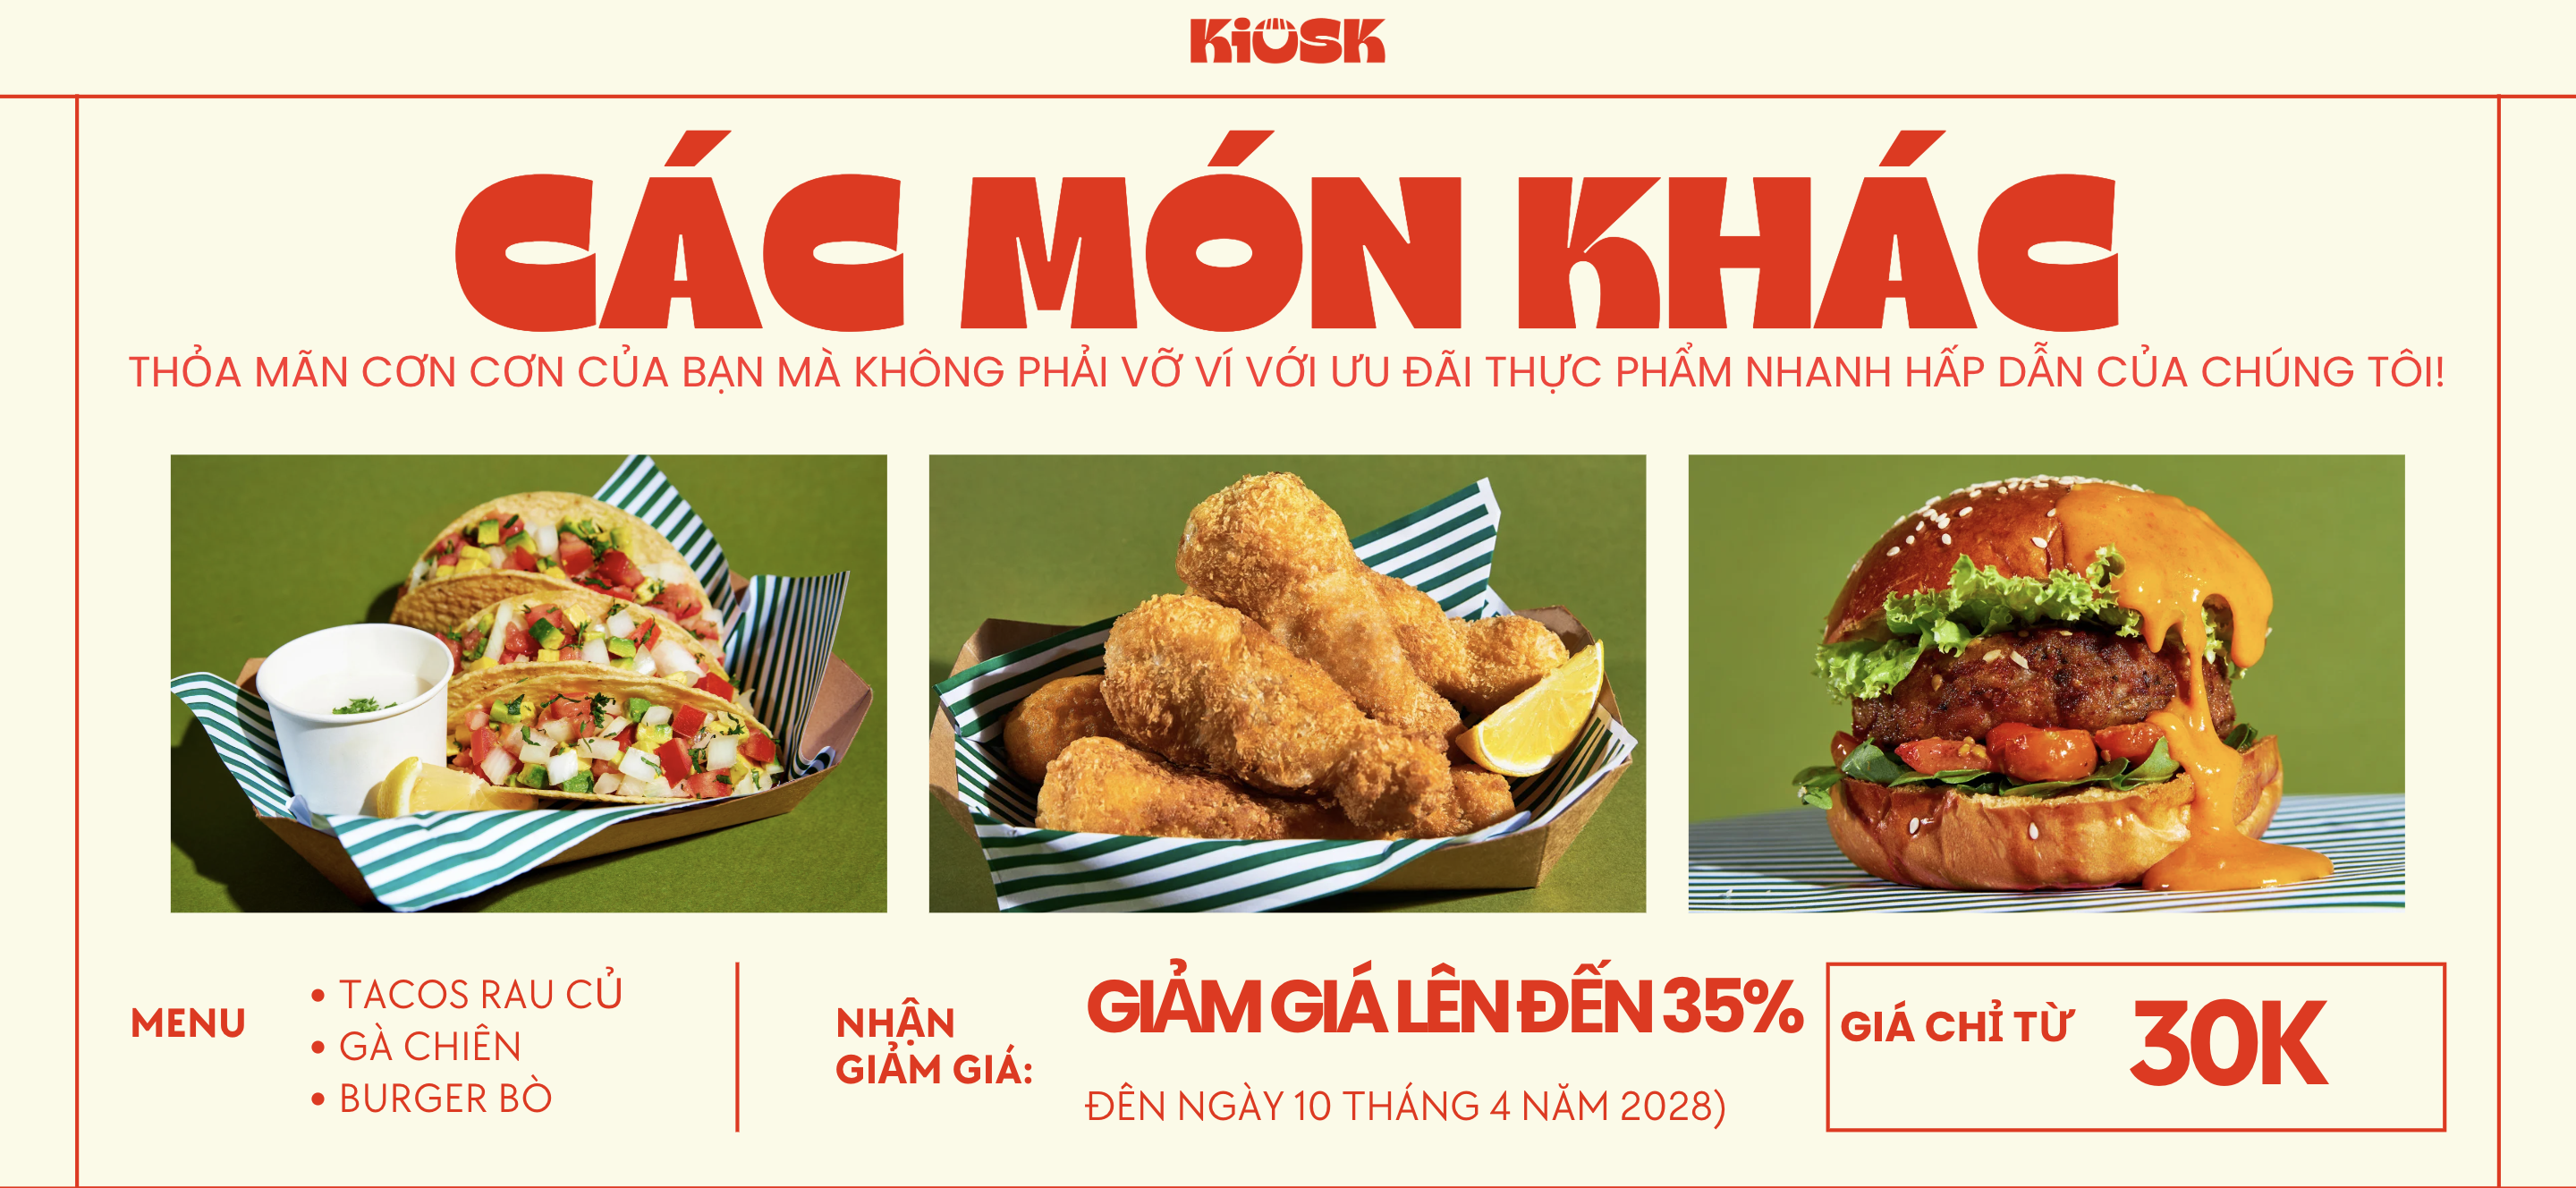 KiOSK
CÁC MÓN KHÁC
THỎA MÃN CƠN CƠN CỦA BẠN MÀ KHÔNG PHẢI VỠ VÍ VỚI ƯU ĐÃI THỰC PHẨM NHANH HẤP DẪN CỦA CHÚNG TÔI!
MENU
• TACOS RAU CỦ
• GÀ CHIÊN
• BURGER BÒ
NHẬN
GIẢM GIÁ:
GIẢM GIÁ LÊN ĐẾN 35%
ĐÊN NGÀY 10 THÁNG 4 NĂM 2028)
GIÁ CHỈ TỪ
30K